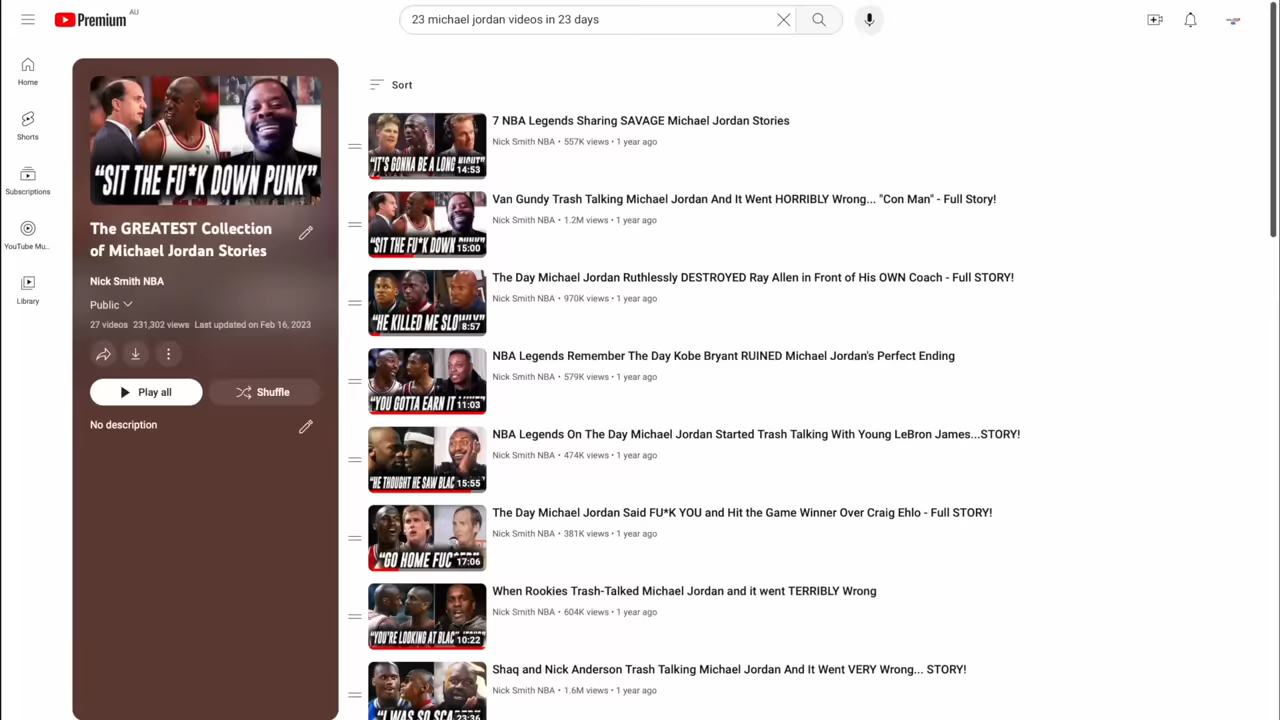 Premium
AU
23 michael jordan videos in 23 days
Home
Shorts
Subscriptions
YouTube Mu...
Library
"SIT THE FU*K DOWN PUNK"
The GREATEST Collection
of Michael Jordan Stories
Nick Smith NBA
Public
27 videos 231,302 views Last updated on Feb 16, 2023
Play all
Shuffle
No description
Sort
"IT'S GONNA BE A LONG NIGHT"
14:53
7 NBA Legends Sharing SAVAGE Michael Jordan Stories
Nick Smith NBA • 557K views • 1 year ago
"SIT THE FU*K DOWN PUNK"
15:00
Van Gundy Trash Talking Michael Jordan And It Went HORRIBLY Wrong... "Con Man" - Full Story!
Nick Smith NBA • 1.2M views • 1 year ago
"HE KILLED ME SLOWLY"
8:57
The Day Michael Jordan Ruthlessly DESTROYED Ray Allen in Front of His OWN Coach - Full STORY!
Nick Smith NBA • 970K views • 1 year ago
"YOU GOTTA EARN IT
11:03
NBA Legends Remember The Day Kobe Bryant RUINED Michael Jordan's Perfect Ending
Nick Smith NBA • 579K views • 1 year ago
"HE THOUGHT HE SAW BLAC
15:55
NBA Legends On The Day Michael Jordan Started Trash Talking With Young LeBron James...STORY!
Nick Smith NBA • 474K views • 1 year ago
"GO HOME
17:06
The Day Michael Jordan Said FU*K YOU and Hit the Game Winner Over Craig Ehlo - Full STORY!
Nick Smith NBA • 381K views • 1 year ago
"YOU'RE LOOKING AT BLAC
10:22
When Rookies Trash-Talked Michael Jordan and it went TERRIBLY Wrong
Nick Smith NBA • 604K views • 1 year ago
"I WAS SO SCARED"
23:36
Shaq and Nick Anderson Trash Talking Michael Jordan And It Went VERY Wrong... STORY!
Nick Smith NBA • 1.6M views • 1 year ago